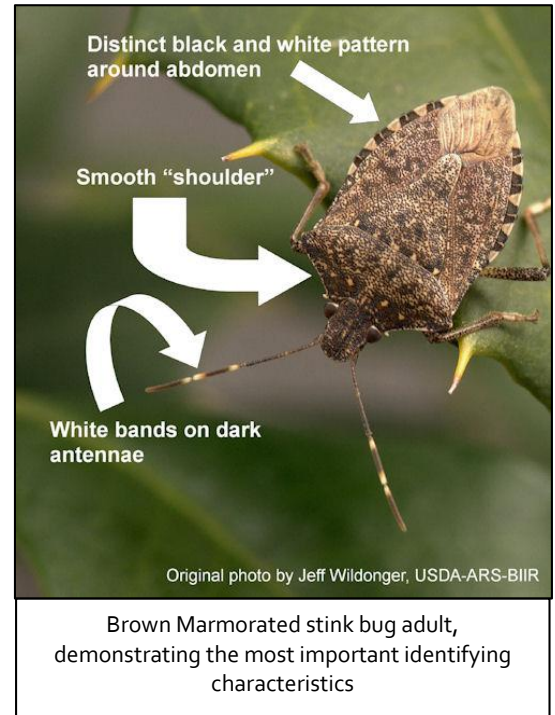 Distinct black and white pattern
around abdomen
Smooth “shoulder”
White bands on dark
antennae
Original photo by Jeff Wildonger, USDA-ARS-BIIR
Brown Marmorated stink bug adult,
demonstrating the most important identifying
characteristics